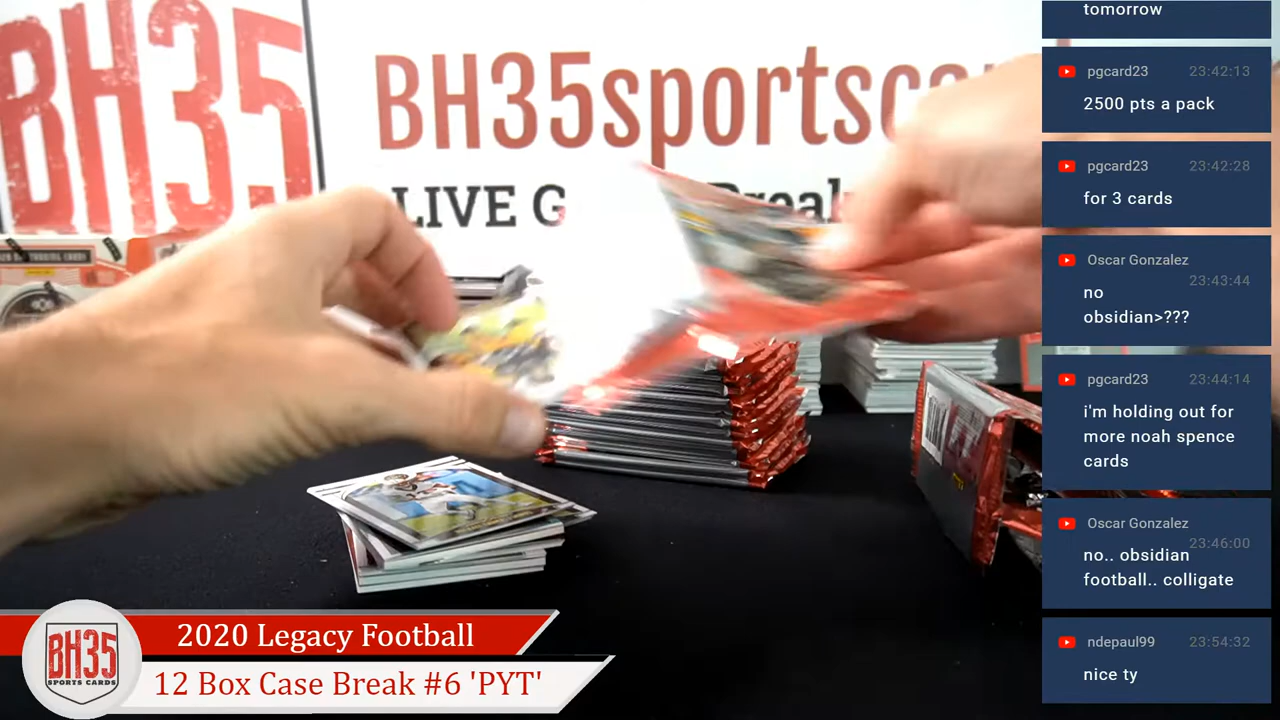 BH35
BH35sportsca
LIVE G
Break
tomorrow
pgcard23 23:42:13
2500 pts a pack
pgcard23 23:42:28
for 3 cards
Oscar Gonzalez
23:43:44
no
obsidian>???
pgcard23 23:44:14
i'm holding out for
more noah spence
cards
Oscar Gonzalez
23:46:00
no.. obsidian
football.. colligate
ndepaul99 23:54:32
nice ty
2020 Legacy Football
12 Box Case Break #6 'PYT'
BH35
SPORTS CARDS